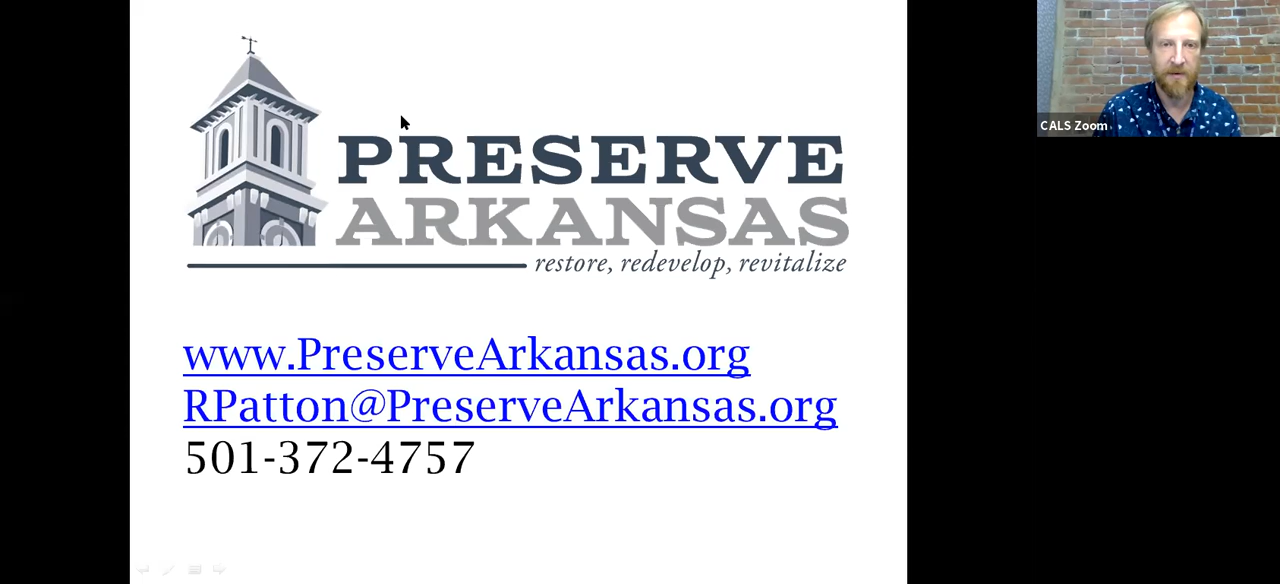 PRESERVE
ARKANSAS
restore, redevelop, revitalize
www.PreserveArkansas.org
RPatton@PreserveArkansas.org
501-372-4757
CALS Zoom